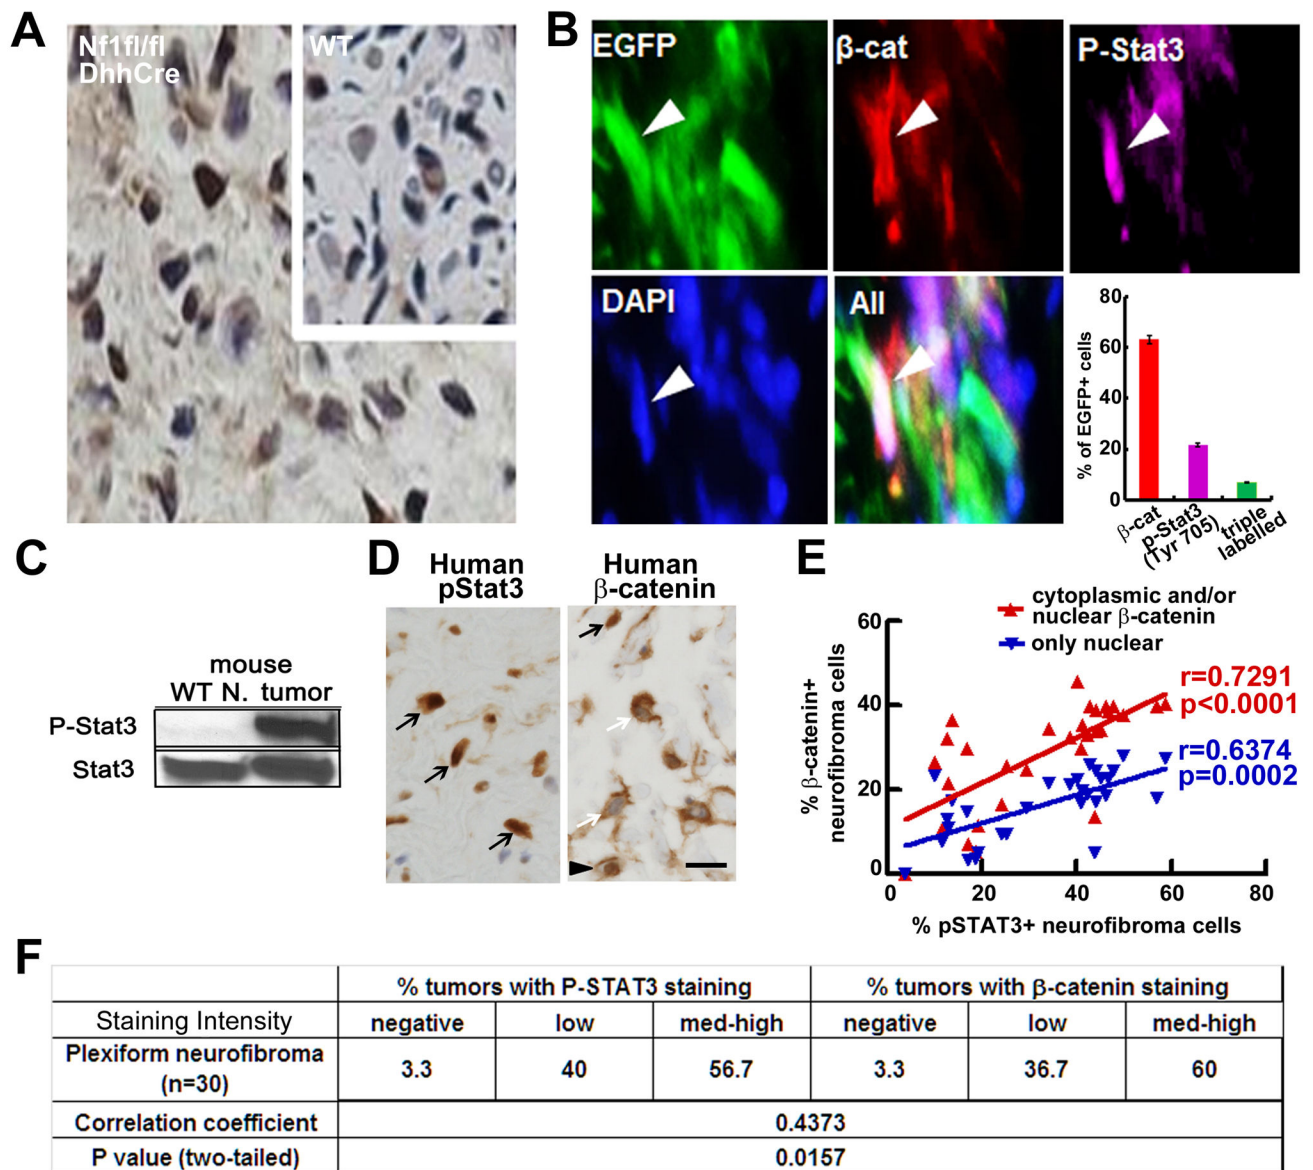 A
Nf1fl/fl
DhhCre
WT
B
EGFP
β-cat
P-Stat3
DAPI
All
% of EGFP+ cells
80
60
40
20
0
β-cat
p-Stat3
(Tyr 705)
triple
labelled
C
mouse
WT N. tumor
P-Stat3
Stat3
D
Human
pStat3
Human
β-catenin
E
cytoplasmic and/or
nuclear β-catenin
only nuclear
% β-catenin+
neurofibroma cells
60
40
20
0
r=0.7291
p<0.0001
r=0.6374
p=0.0002
0 20 40 60 80
% pSTAT3+ neurofibroma cells
F
% tumors with P-STAT3 staining % tumors with β-catenin staining
Staining Intensity negative low med-high negative low med-high
Plexiform neurofibroma
(n=30) 3.3 40 56.7 3.3 36.7 60
Correlation coefficient 0.4373
P value (two-tailed) 0.0157